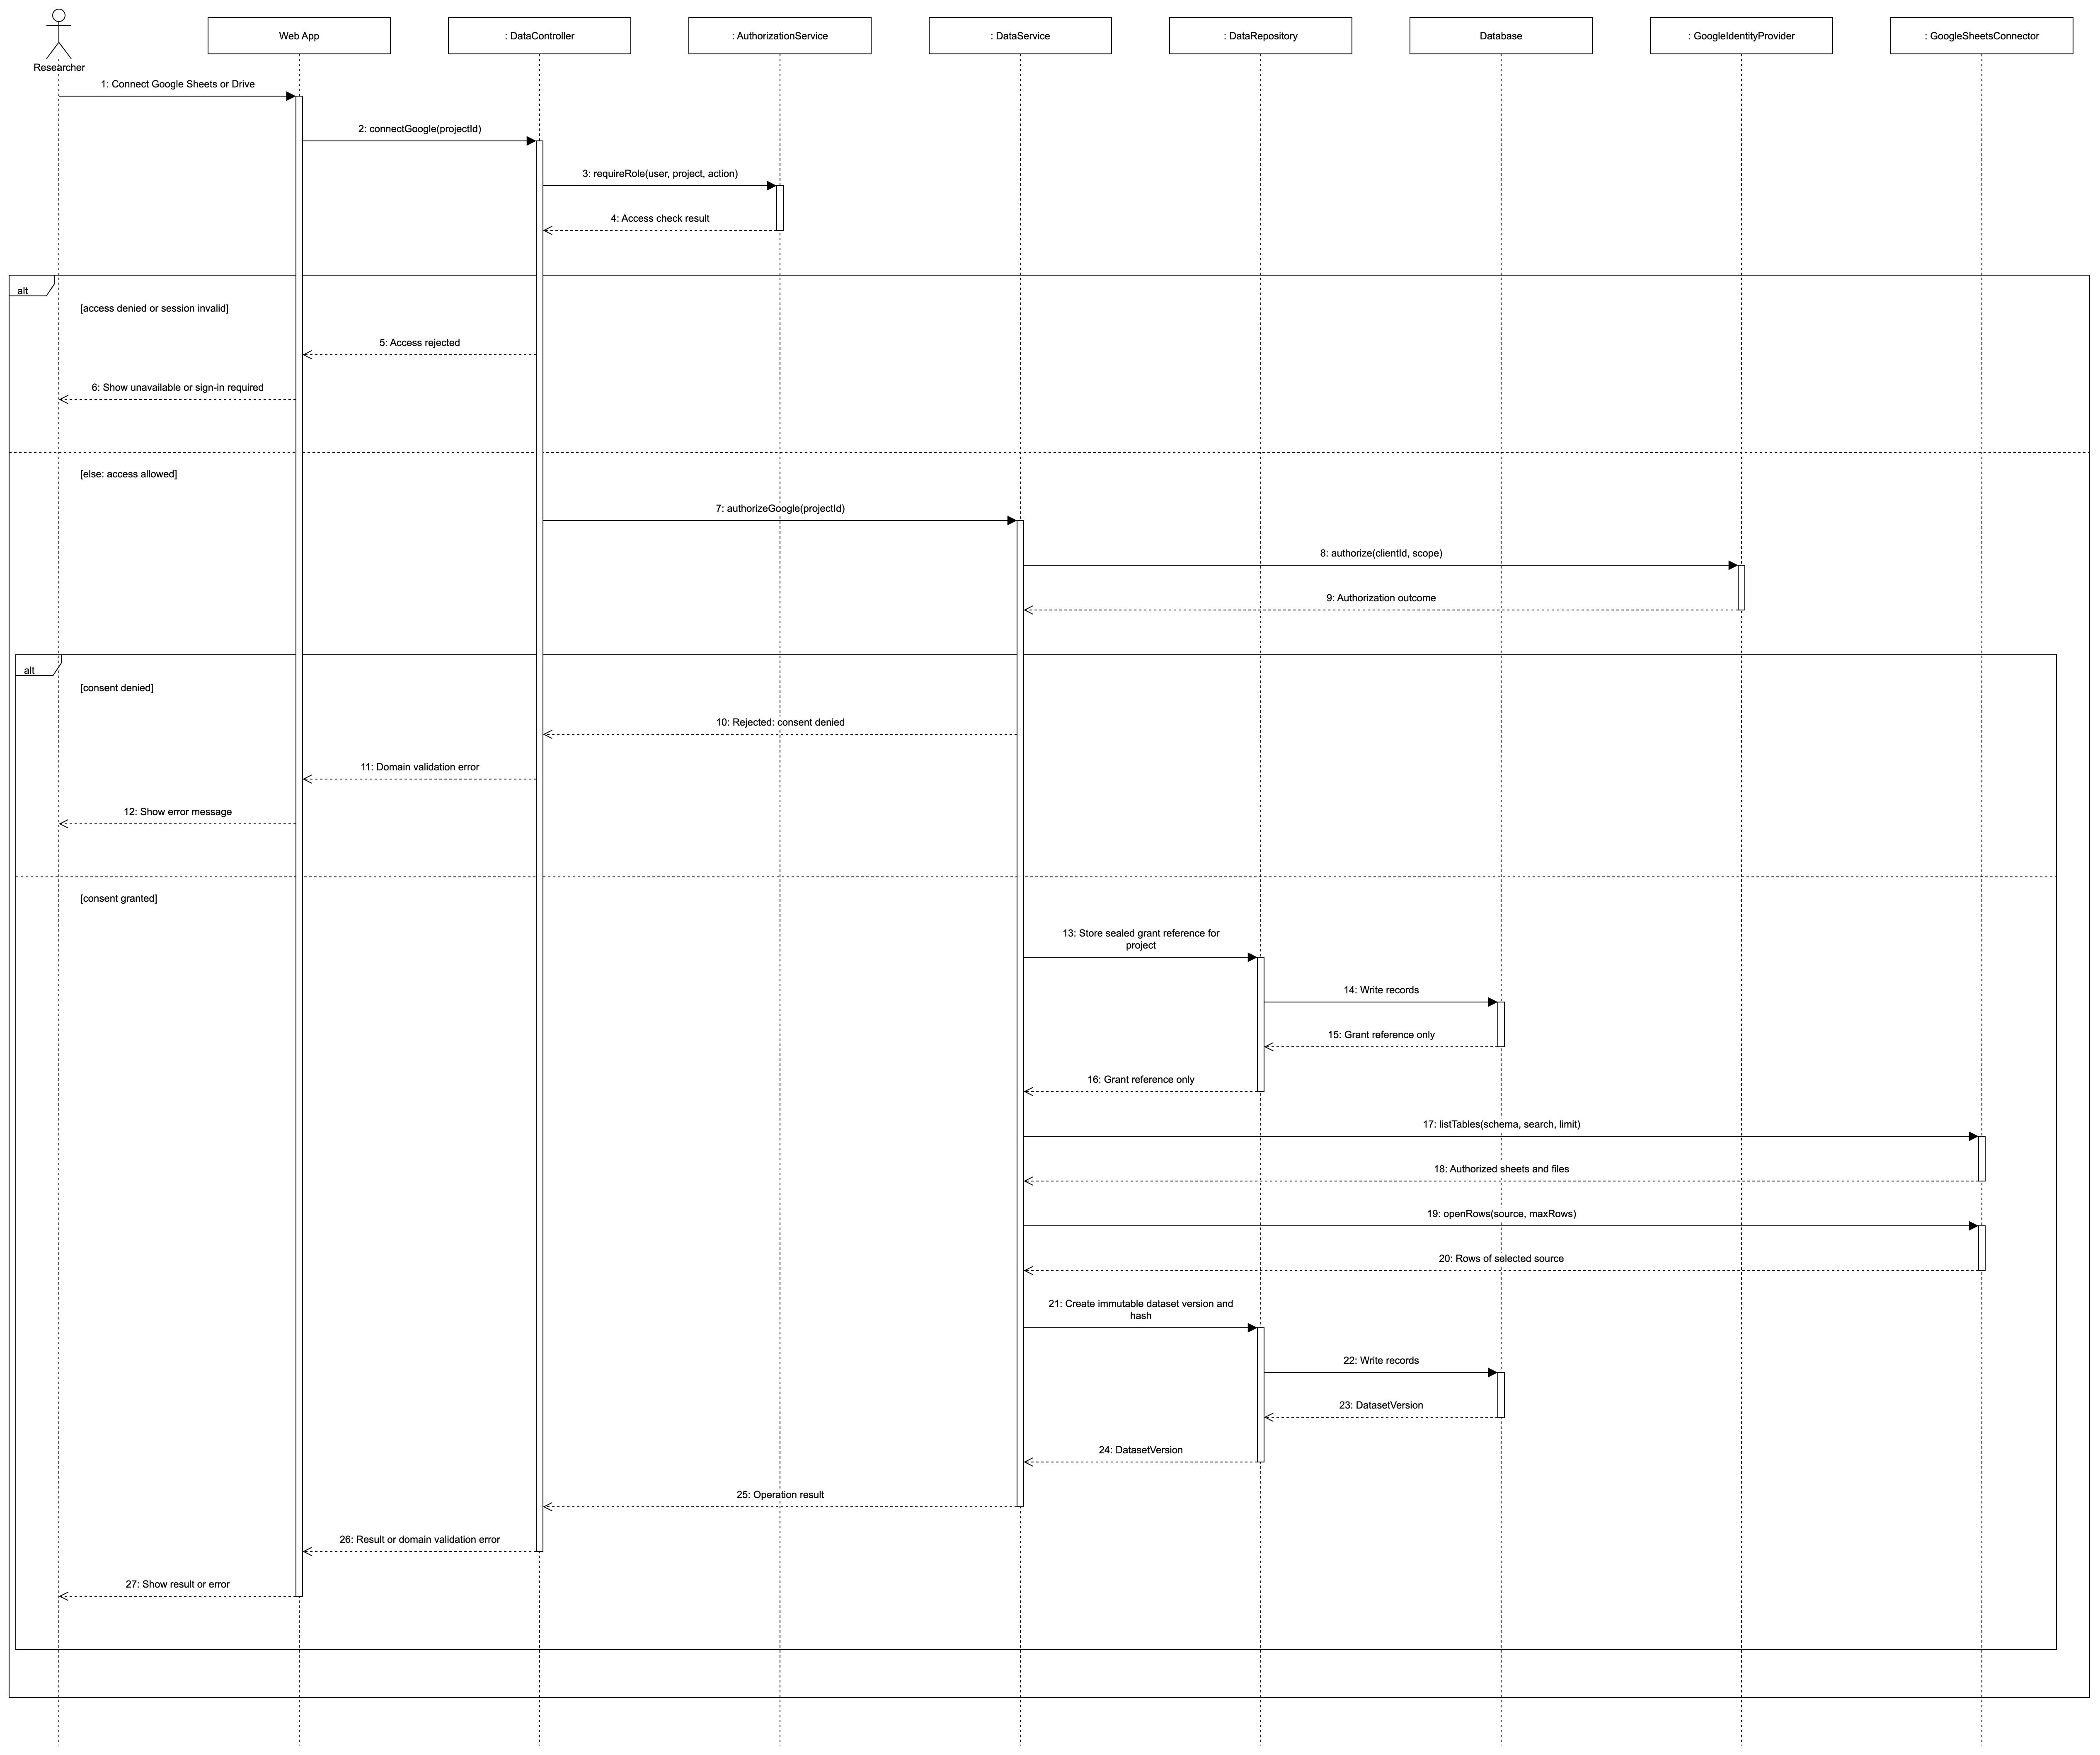 Researcher
Web App
: DataController
: AuthorizationService
: DataService
: DataRepository
Database
: GoogleIdentityProvider
: GoogleSheetsConnector
1: Connect Google Sheets or Drive
2: connectGoogle(projectId)
3: requireRole(user, project, action)
4: Access check result
alt
[access denied or session invalid]
5: Access rejected
6: Show unavailable or sign-in required
[else: access allowed]
7: authorizeGoogle(projectId)
8: authorize(clientId, scope)
9: Authorization outcome
alt
[consent denied]
10: Rejected: consent denied
11: Domain validation error
12: Show error message
[consent granted]
13: Store sealed grant reference for
project
14: Write records
15: Grant reference only
16: Grant reference only
17: listTables(schema, search, limit)
18: Authorized sheets and files
19: openRows(source, maxRows)
20: Rows of selected source
21: Create immutable dataset version and
hash
22: Write records
23: DatasetVersion
24: DatasetVersion
25: Operation result
26: Result or domain validation error
27: Show result or error